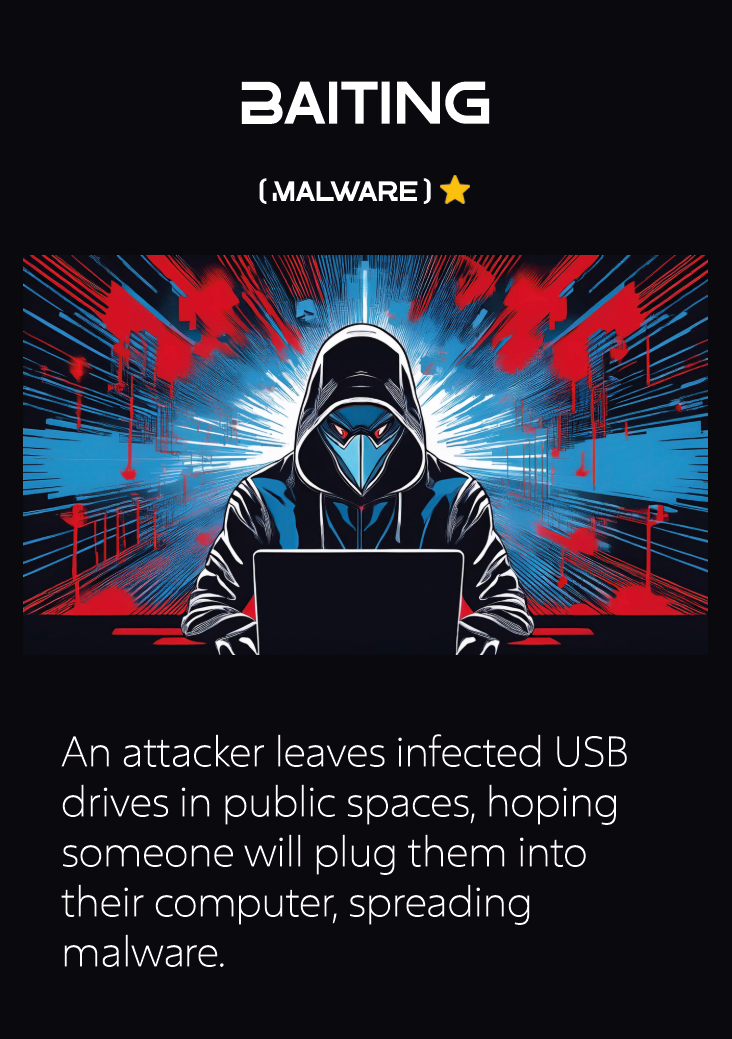 BAITING
(MALWARE) ⭐
An attacker leaves infected USB
drives in public spaces, hoping
someone will plug them into
their computer, spreading
malware.